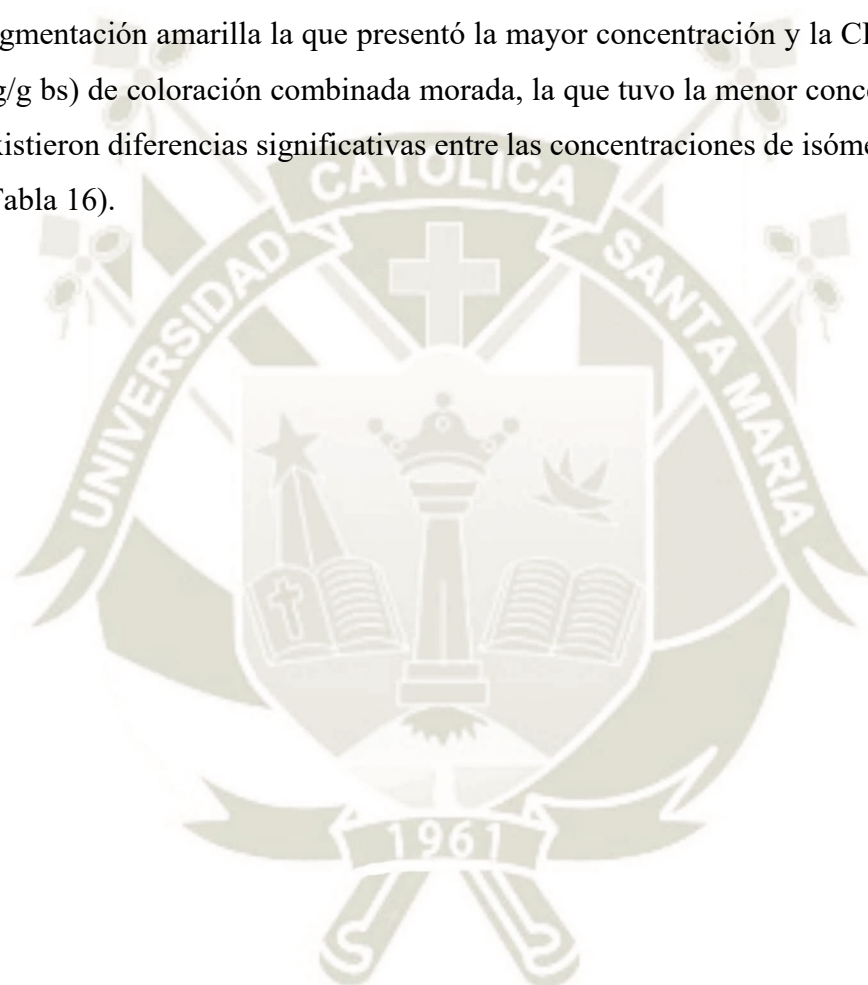 gmentación amarilla la que presentó la mayor concentración y la CI
g/g bs) de coloración combinada morada, la que tuvo la menor conce
xistieron diferencias significativas entre las concentraciones de isóme
Tabla 16).
UNIVERSIDAD CATOLICA SANTA MARIA
1961